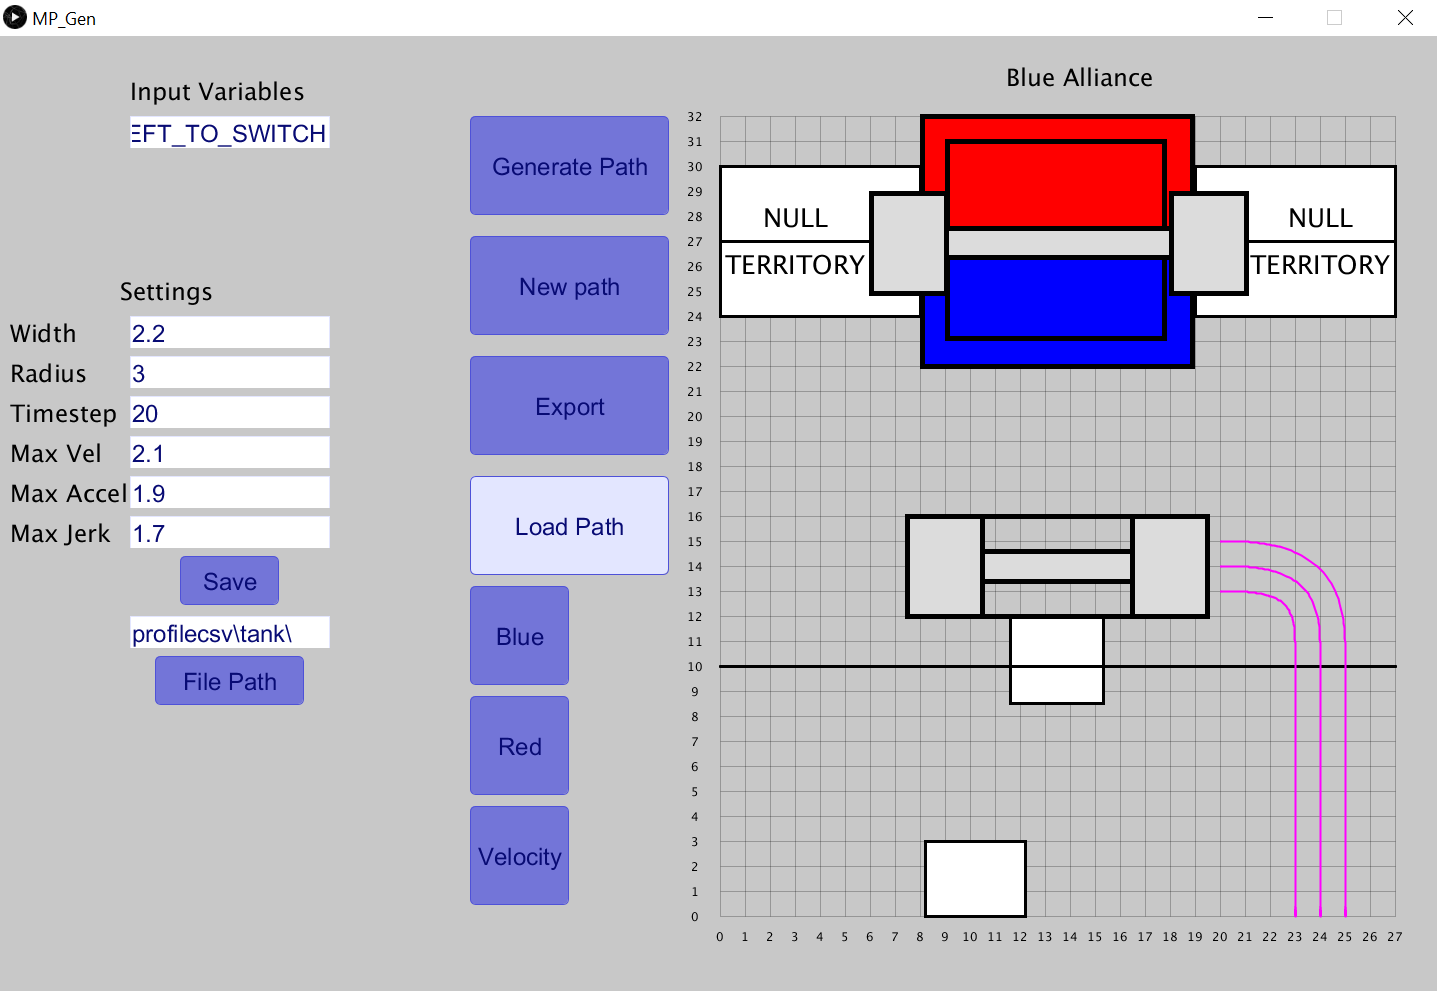 MP_Gen
Input Variables
EFT_TO_SWITCH
Settings
Width 2.2
Radius 3
Timestep 20
Max Vel 2.1
Max Accel 1.9
Max Jerk 1.7
Save
profilecsv\tank\
File Path
Generate Path
New path
Export
Load Path
Blue
Red
Velocity
Blue Alliance
32
31
30
29
28
27
26
25
24
23
22
21
20
19
18
17
16
15
14
13
12
11
10
9
8
7
6
5
4
3
2
1
0
NULL
TERRITORY
NULL
TERRITORY
0 1 2 3 4 5 6 7 8 9 10 11 12 13 14 15 16 17 18 19 20 21 22 23 24 25 26 27